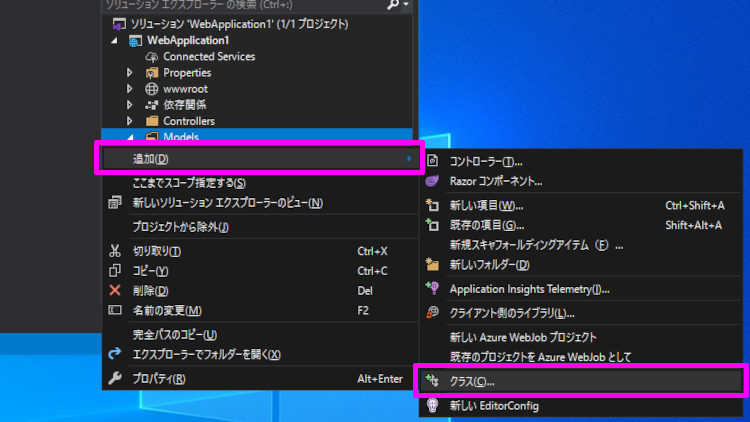 ソリューション エクスプローラー の検索 (Ctrl+:)
ソリューション 'WebApplication1' (1/1 プロジェクト)
WebApplication1
Connected Services
Properties
wwwroot
依存関係
Controllers
Models
追加(D)
ここまでスコープ指定する(S)
新しいソリューション エクスプローラーのビュー(N)
プロジェクトから除外(J)
切り取り(T) Ctrl+X
コピー(Y) Ctrl+C
削除(D) Del
名前の変更(M) F2
完全パスのコピー(U)
エクスプローラーでフォルダーを開く(X)
プロパティ(R) Alt+Enter
コントローラー(T)...
Razor コンポーネント...
新しい項目(W)... Ctrl+Shift+A
既存の項目(G)... Shift+Alt+A
新規スキャフォールディングアイテム（F）...
新しいフォルダー(D)
Application Insights Telemetry(I)...
クライアント側のライブラリ(L)...
新しい Azure WebJob プロジェクト
既存のプロジェクトを Azure WebJob として
クラス(C)...
新しい EditorConfig